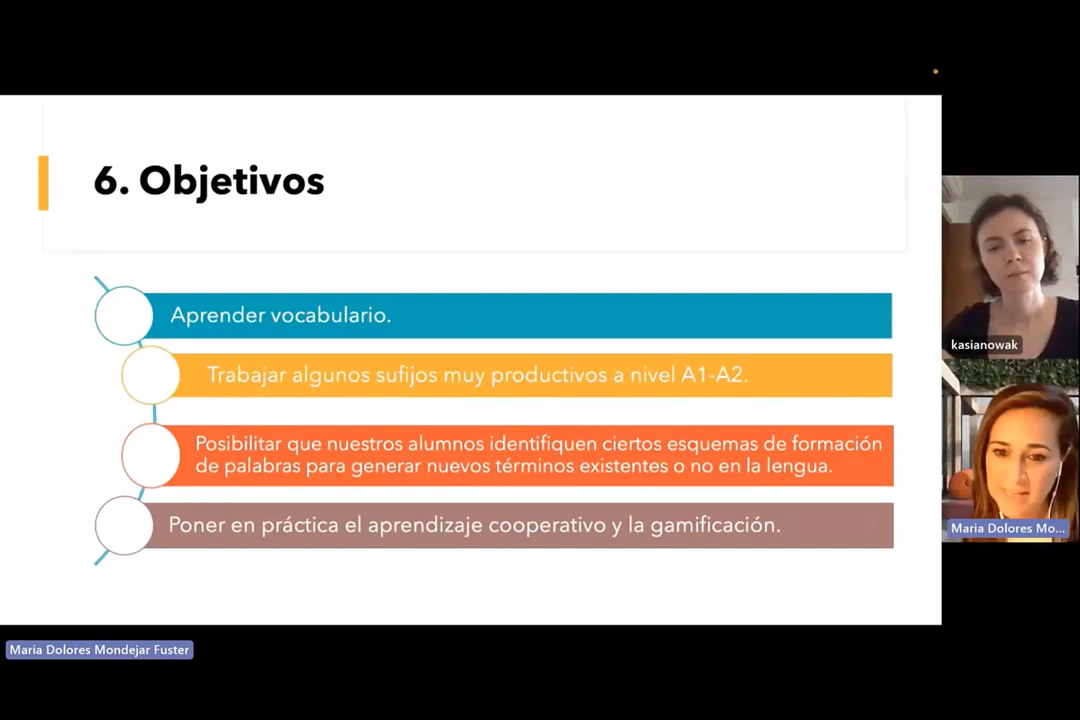 6. Objetivos
Aprender vocabulario.
Trabajar algunos sufijos muy productivos a nivel A1-A2.
Posibilitar que nuestros alumnos identifiquen ciertos esquemas de formación
de palabras para generar nuevos términos existentes o no en la lengua.
Poner en práctica el aprendizaje cooperativo y la gamificación.
kasianowak
Maria Dolores Mo...
Maria Dolores Mondejar Fuster